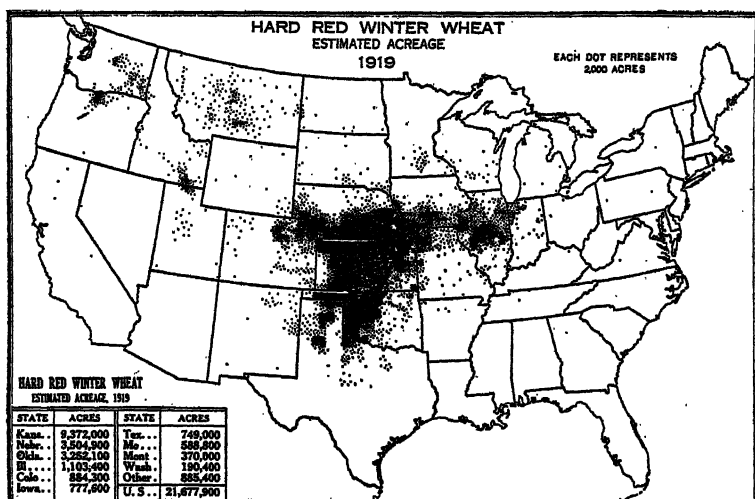 HARD RED WINTER WHEAT
ESTIMATED ACREAGE
1919
EACH DOT REPRESENTS
2,000 ACRES
HARD RED WINTER WHEAT
ESTIMATED ACREAGE, 1919
STATE ACRES STATE ACRES
Kans.. 9,372,000 Tex... 749,000
Nebr. 3,504,900 Mo... 588,800
Okla. 3,252,100 Mont. 370,000
Ill.... 1,103,400 Wash. 190,400
Colo.. 884,300 Other. 885,400
Iowa.. 777,600 U. S.. 21,677,900